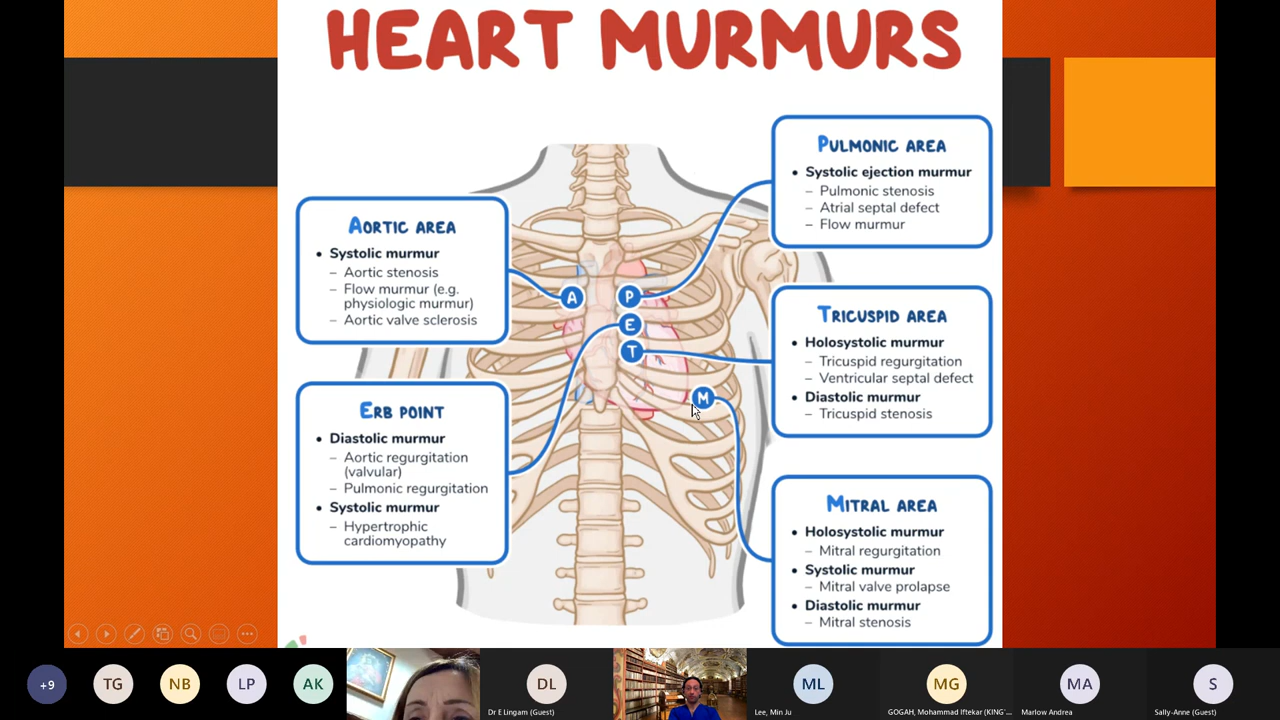 HEART MURMURS
AORTIC AREA
• Systolic murmur
– Aortic stenosis
– Flow murmur (e.g.
physiologic murmur)
– Aortic valve sclerosis
ERB POINT
• Diastolic murmur
– Aortic regurgitation
(valvular)
– Pulmonic regurgitation
• Systolic murmur
– Hypertrophic
cardiomyopathy
A
P
E
T
M
PULMONIC AREA
• Systolic ejection murmur
– Pulmonic stenosis
– Atrial septal defect
– Flow murmur
TRICUSPID AREA
• Holosystolic murmur
– Tricuspid regurgitation
– Ventricular septal defect
• Diastolic murmur
– Tricuspid stenosis
MITRAL AREA
• Holosystolic murmur
– Mitral regurgitation
• Systolic murmur
– Mitral valve prolapse
• Diastolic murmur
– Mitral stenosis
+9
TG
NB
LP
AK
DL
Dr E Lingam (Guest)
ML
Lee, Min Ju
MG
GOGAH, Mohammad Iftekar (KING'...
MA
Marlow Andrea
S
Sally-Anne (Guest)